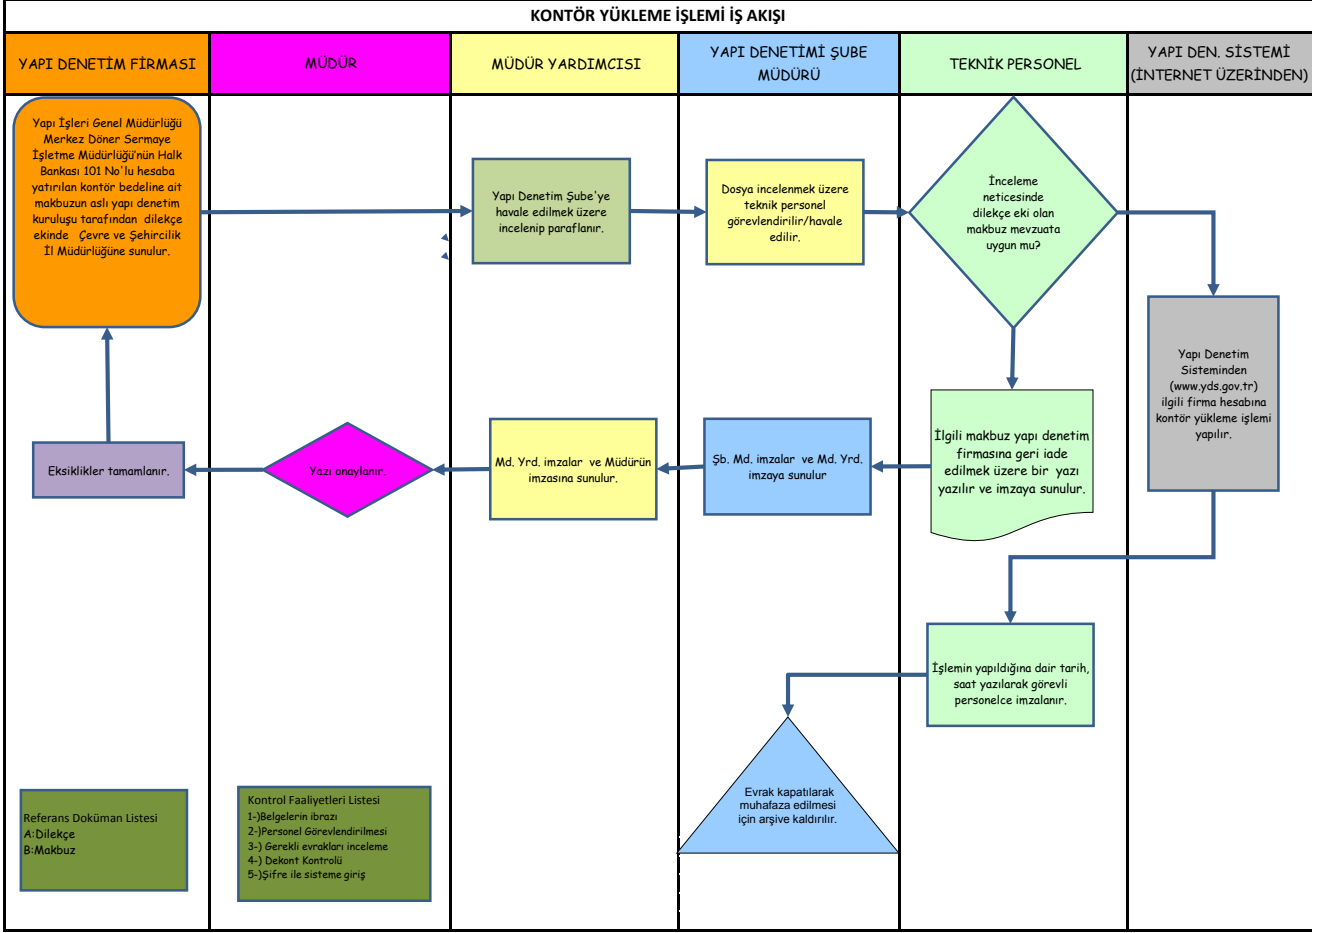 KONTÖR YÜKLEME İŞLEMİ İŞ AKIŞI
YAPI DENETİM FİRMASI
MÜDÜR
MÜDÜR YARDIMCISI
YAPI DENETİMİ ŞUBE
MÜDÜRÜ
TEKNİK PERSONEL
YAPI DEN. SİSTEMİ
(İNTERNET ÜZERİNDEN)
Yapı İşleri Genel Müdürlüğü
Merkez Döner Sermaye
İşletme Müdürlüğü'nün Halk
Bankası 101 No'lu hesaba
yatırılan kontör bedeline ait
makbuzun aslı yapı denetim
kuruluşu tarafından dilekçe
ekinde Çevre ve Şehircilik
İl Müdürlüğüne sunulur.
Yapı Denetim Şube'ye
havale edilmek üzere
incelenip paraflanır.
Dosya incelenmek üzere
teknik personel
görevlendirilir/havale
edilir.
İnceleme
neticesinde
dilekçe eki olan
makbuz mevzuata
uygun mu?
Yapı Denetim
Sisteminden
(www.yds.gov.tr)
ilgili firma hesabına
kontör yükleme işlemi
yapılır.
Eksiklikler tamamlanır.
Yazı onaylanır.
Md. Yrd. imzalar ve Müdürün
imzasına sunulur.
Şb. Md. imzalar ve Md. Yrd.
imzaya sunulur
İlgili makbuz yapı denetim
firmasına geri iade
edilmek üzere bir yazı
yazılır ve imzaya sunulur.
İşlemin yapıldığına dair tarih,
saat yazılarak görevli
personelce imzalanır.
Evrak kapatılarak
muhafaza edilmesi
için arşive kaldırılır.
Referans Doküman Listesi
A:Dilekçe
B:Makbuz
Kontrol Faaliyetleri Listesi
1-)Belgelerin ibrazı
2-)Personel Görevlendirilmesi
3-) Gerekli evrakları inceleme
4-) Dekont Kontrolü
5-)Şifre ile sisteme giriş